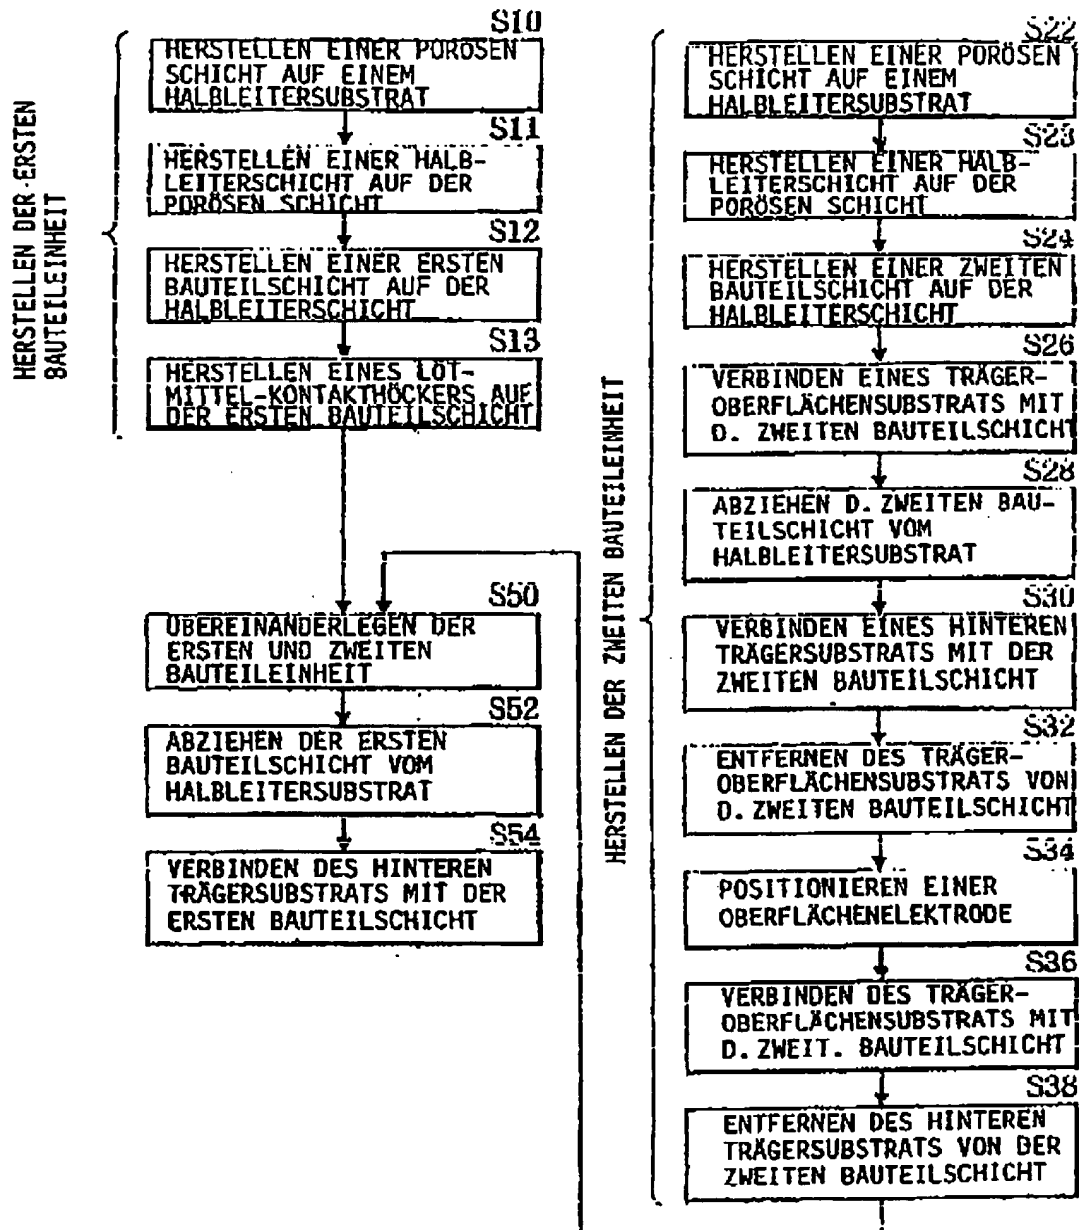 HERSTELLEN DER ERSTEN
BAUTEILEINHEIT
S10
HERSTELLEN EINER PORÖSEN
SCHICHT AUF EINEM
HALBLEITERSUBSTRAT
S11
HERSTELLEN EINER HALB-
LEITERSCHICHT AUF DER
PORÖSEN SCHICHT
S12
HERSTELLEN EINER ERSTEN
BAUTEILSCHICHT AUF DER
HALBLEITERSCHICHT
S13
HERSTELLEN EINES LÖT-
MITTEL-KONTAKTHÖCKERS AUF
DER ERSTEN BAUTEILSCHICHT
S50
ÜBEREINANDERLEGEN DER
ERSTEN UND ZWEITEN
BAUTEILEINHEIT
S52
ABZIEHEN DER ERSTEN
BAUTEILSCHICHT VOM
HALBLEITERSUBSTRAT
S54
VERBINDEN DES HINTEREN
TRÄGERSUBSTRATS MIT DER
ERSTEN BAUTEILSCHICHT
HERSTELLEN DER ZWEITEN BAUTEILEINHEIT
S22
HERSTELLEN EINER PORÖSEN
SCHICHT AUF EINEM
HALBLEITERSUBSTRAT
S23
HERSTELLEN EINER HALB-
LEITERSCHICHT AUF DER
PORÖSEN SCHICHT
S24
HERSTELLEN EINER ZWEITEN
BAUTEILSCHICHT AUF DER
HALBLEITERSCHICHT
S26
VERBINDEN EINES TRÄGER-
OBERFLÄCHENSUBSTRATS MIT
D. ZWEITEN BAUTEILSCHICHT
S28
ABZIEHEN D. ZWEITEN BAU-
TEILSCHICHT VOM
HALBLEITERSUBSTRAT
S30
VERBINDEN EINES HINTEREN
TRÄGERSUBSTRATS MIT DER
ZWEITEN BAUTEILSCHICHT
S32
ENTFERNEN DES TRÄGER-
OBERFLÄCHENSUBSTRATS VON
D. ZWEITEN BAUTEILSCHICHT
S34
POSITIONIEREN EINER
OBERFLÄCHENELEKTRODE
S36
VERBINDEN DES TRÄGER-
OBERFLÄCHENSUBSTRATS MIT
D. ZWEIT. BAUTEILSCHICHT
S38
ENTFERNEN DES HINTEREN
TRÄGERSUBSTRATS VON DER
ZWEITEN BAUTEILSCHICHT